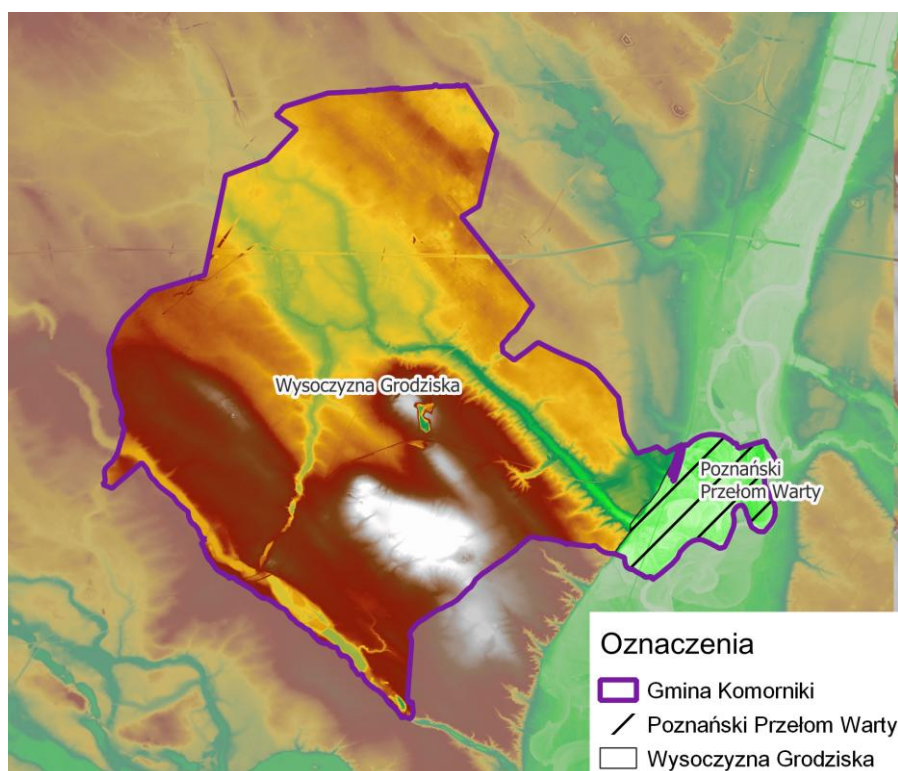 Wysoczyzna Grodziska
Poznański
Przełom Warty
Oznaczenia
Gmina Komorniki
Poznański Przełom Warty
Wysoczyzna Grodziska